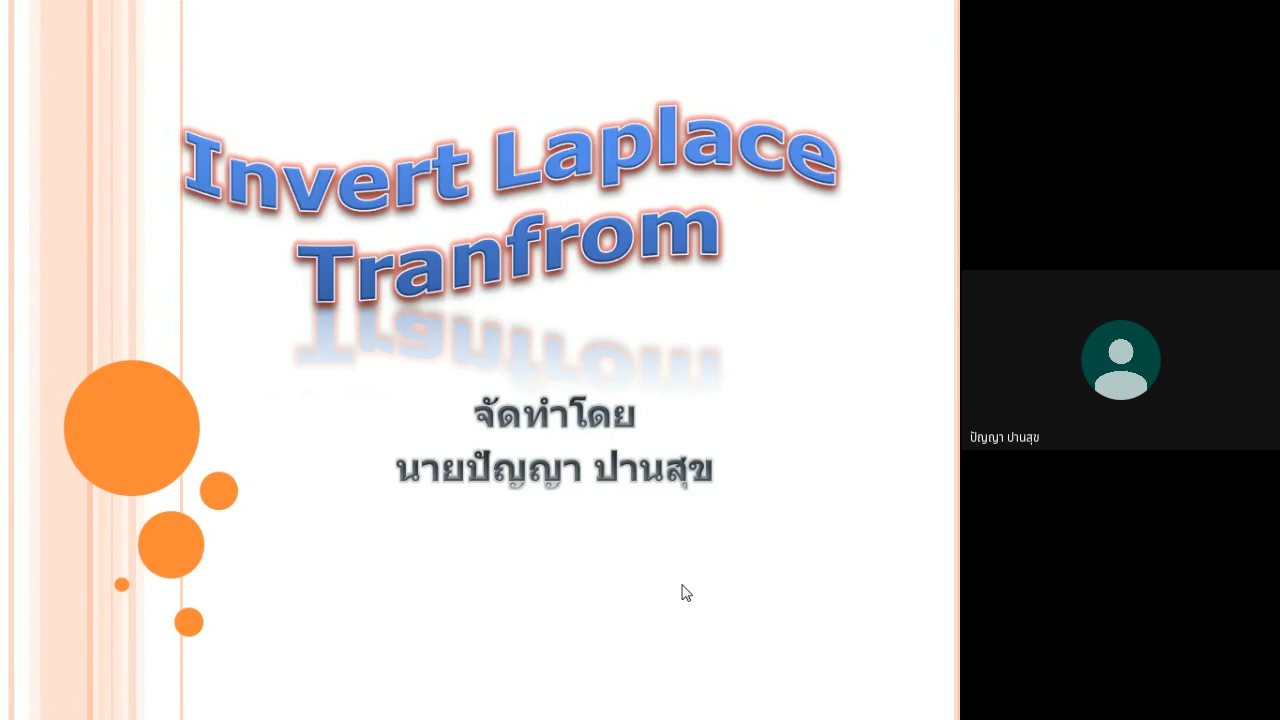 Invert Laplace
Tranfrom
จัดทำโดย
นายปัญญา ปานสุข
ปัญญา ปานสุข